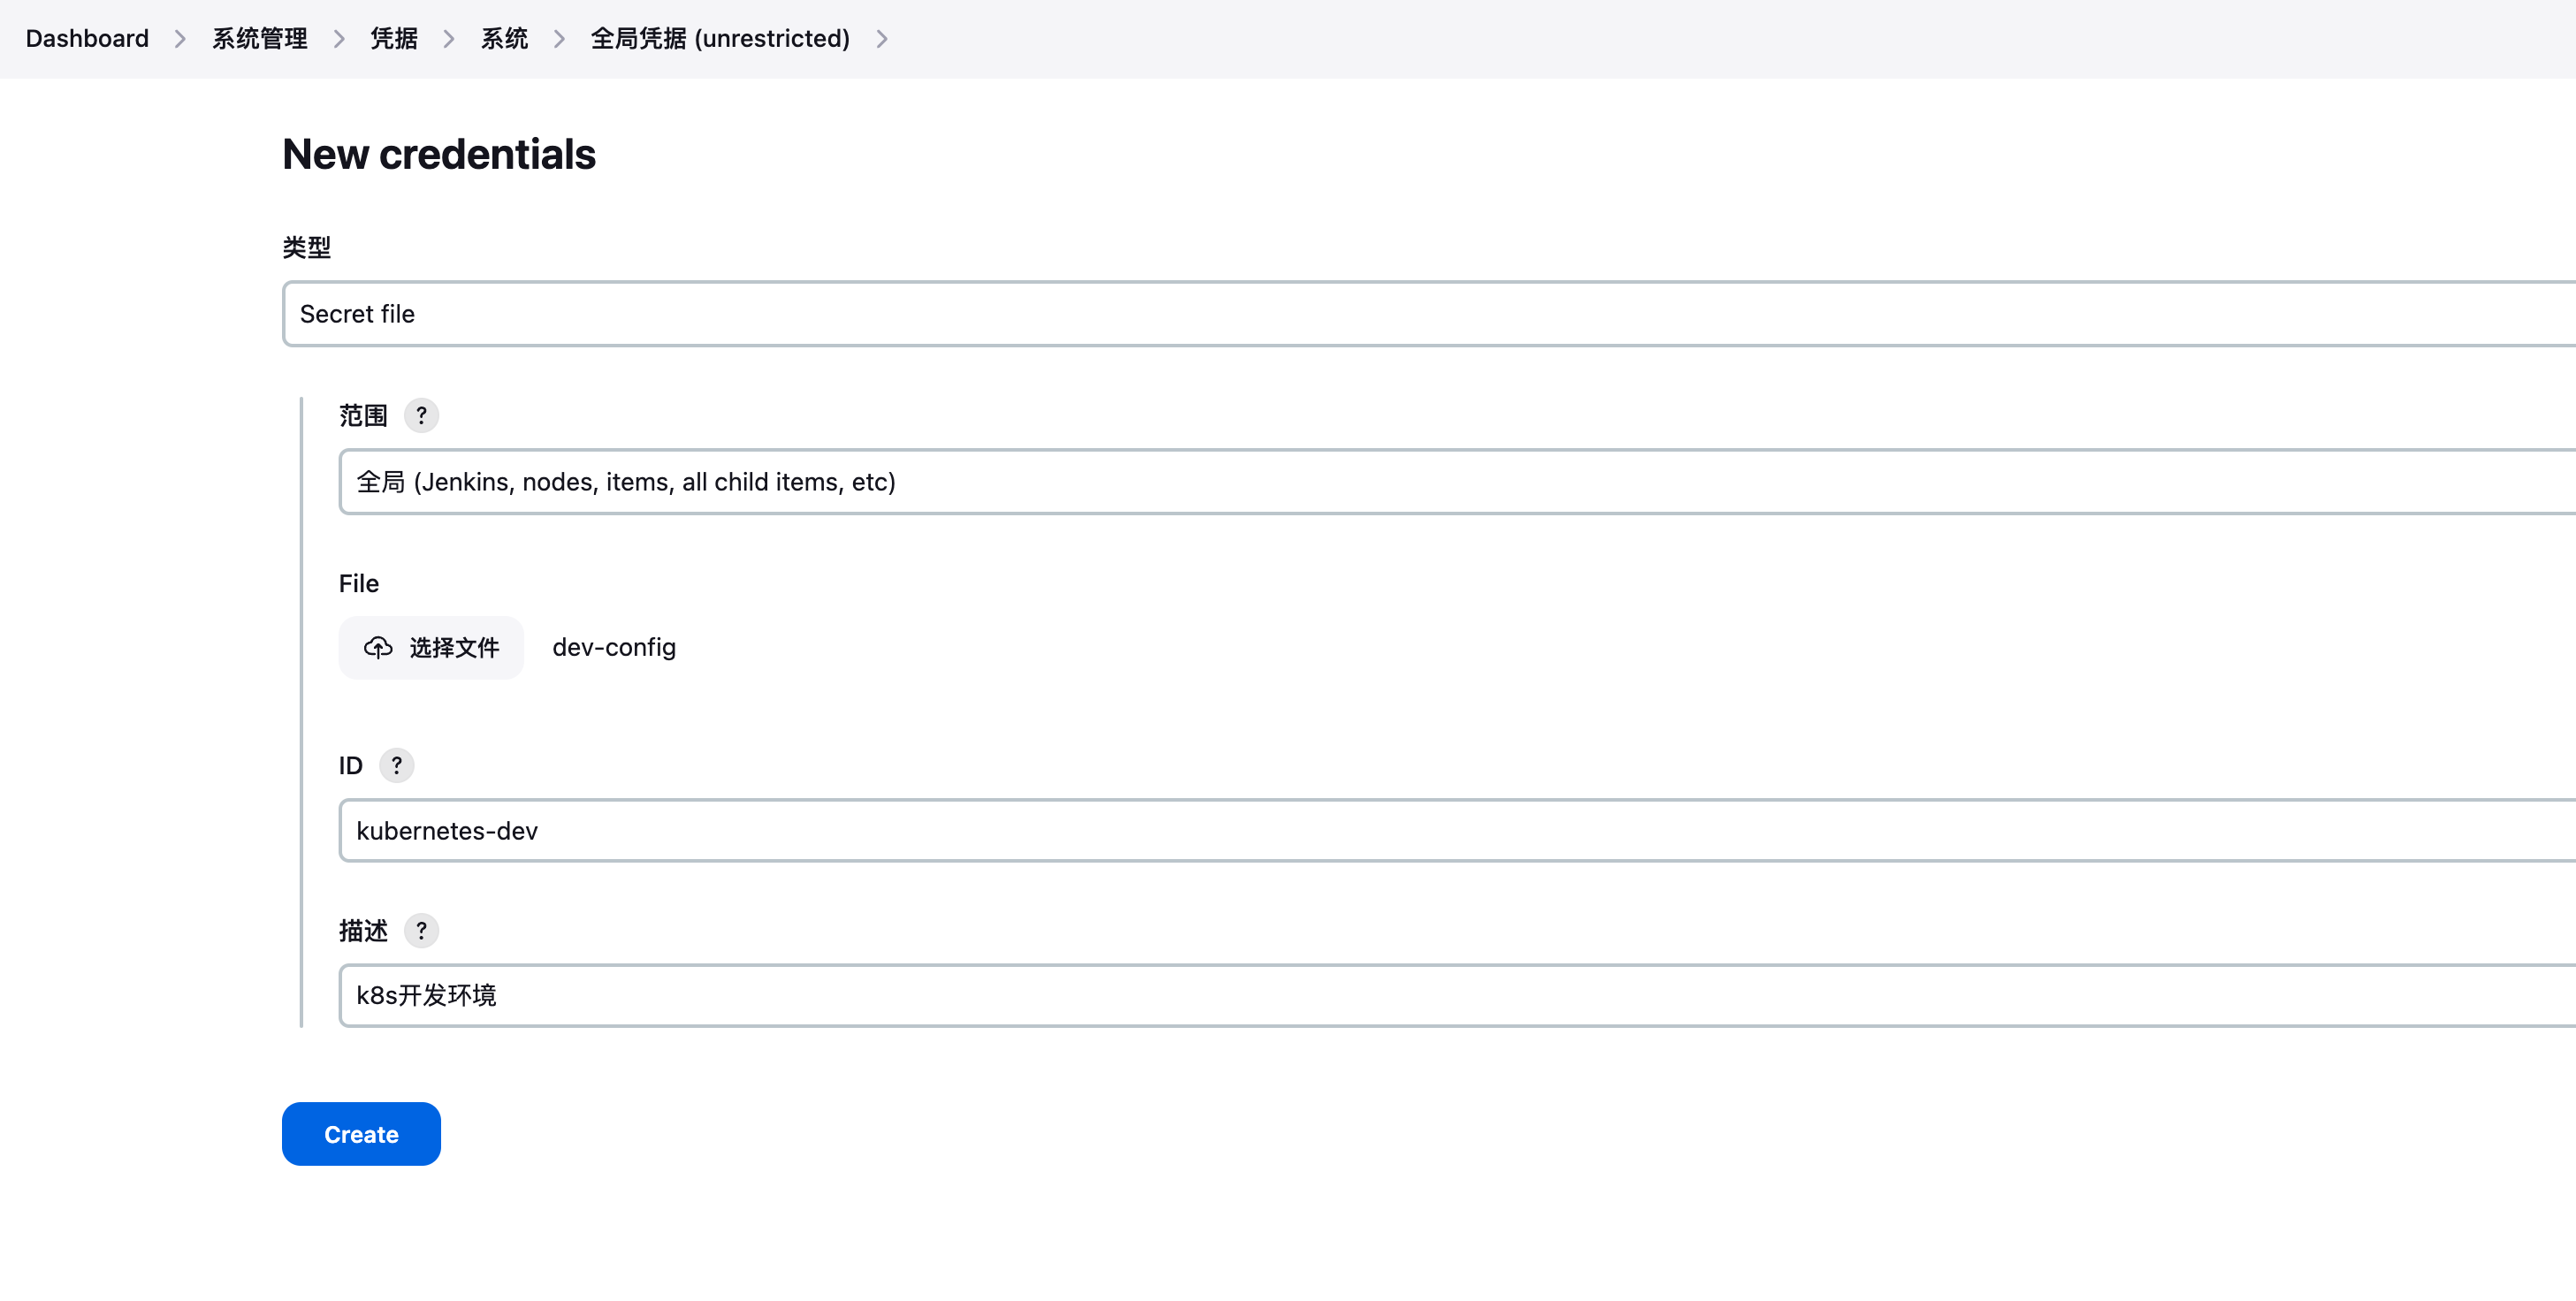 Dashboard > 系统管理 > 凭据 > 系统 > 全局凭据 (unrestricted) >
New credentials
类型
Secret file
范围 ?
全局 (Jenkins, nodes, items, all child items, etc)
File
选择文件 dev-config
ID ?
kubernetes-dev
描述 ?
k8s开发环境
Create